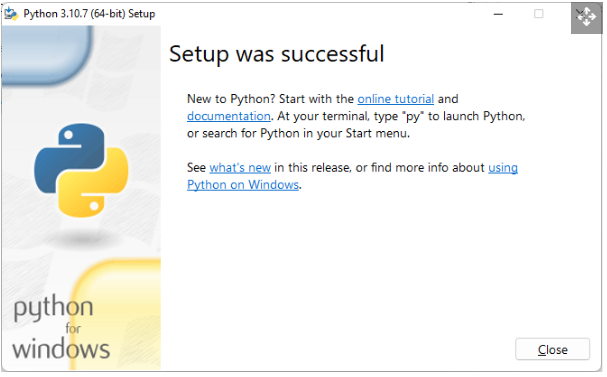 Python 3.10.7 (64-bit) Setup
Setup was successful
New to Python? Start with the online tutorial and
documentation. At your terminal, type "py" to launch Python,
or search for Python in your Start menu.
See what's new in this release, or find more info about using
Python on Windows.
python
for
windows
Close